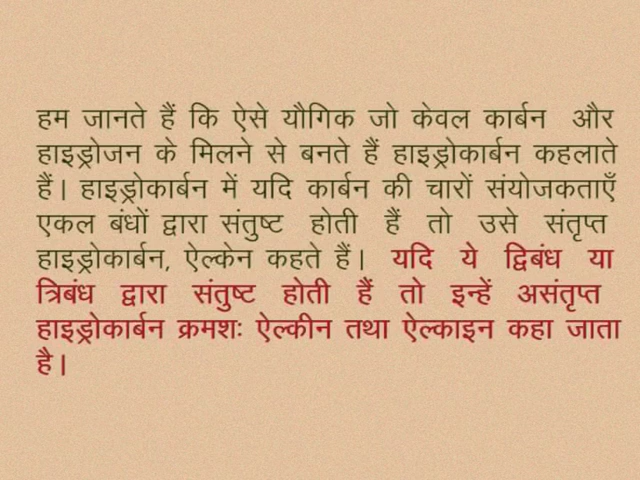 हम जानते हैं कि ऐसे यौगिक जो केवल कार्बन और
हाइड्रोजन के मिलने से बनते हैं हाइड्रोकार्बन कहलाते
हैं। हाइड्रोकार्बन में यदि कार्बन की चारों संयोजकताएँ
एकल बंधों द्वारा संतुष्ट होती हैं तो उसे संतृप्त
हाइड्रोकार्बन, ऐल्केन कहते हैं। यदि ये द्विबंध या
त्रिबंध द्वारा संतुष्ट होती हैं तो इन्हें असंतृप्त
हाइड्रोकार्बन क्रमशः ऐल्कीन तथा ऐल्काइन कहा जाता
है।